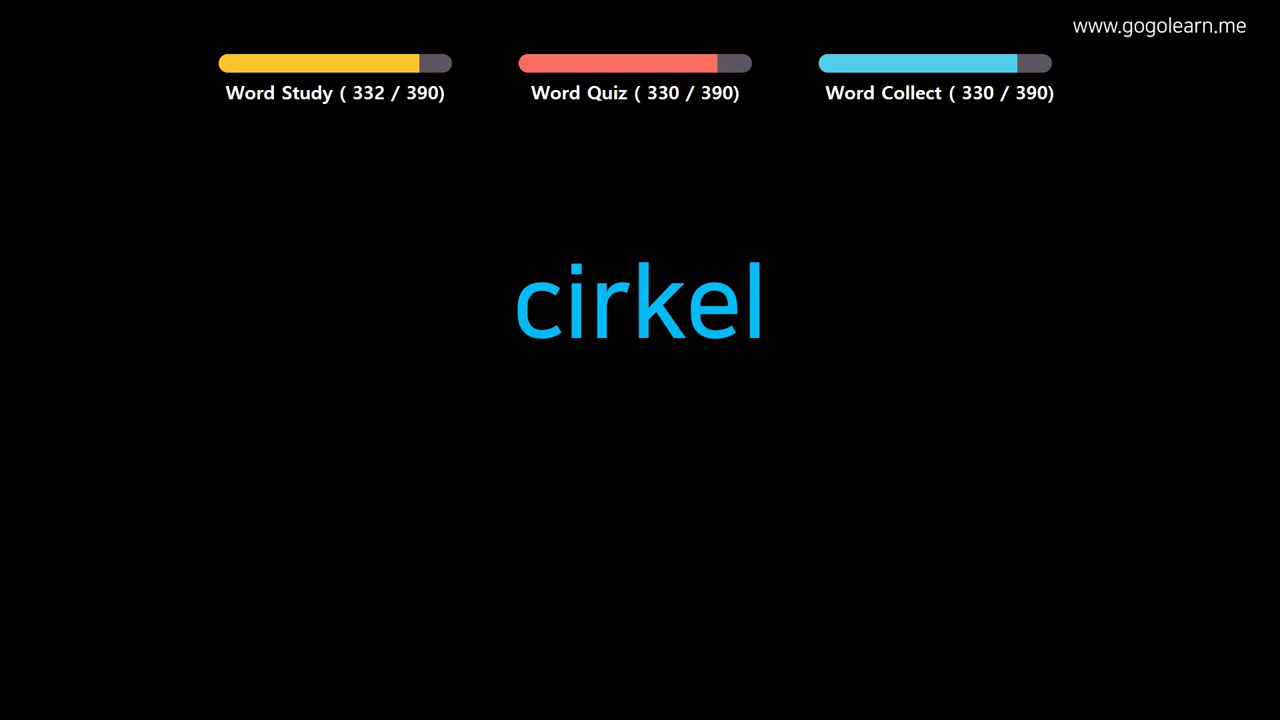 www.gogolearn.me
Word Study ( 332 / 390)
Word Quiz ( 330 / 390)
Word Collect ( 330 / 390)
cirkel